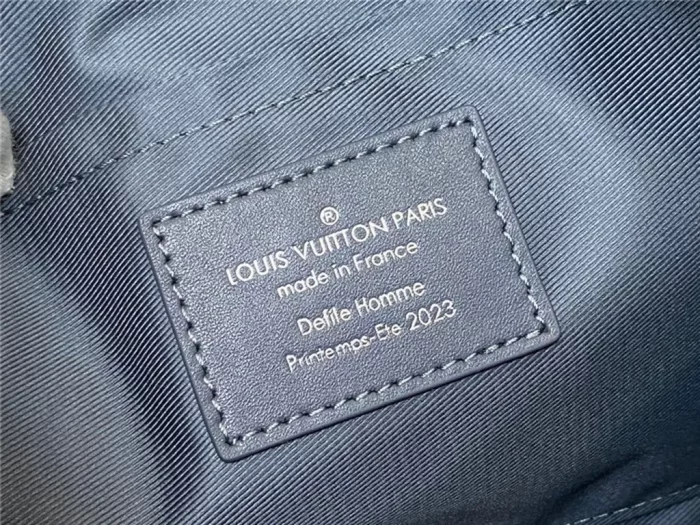 ®
LOUIS VUITTON PARIS
made in France
Defile Homme
Printemps-Ete 2023